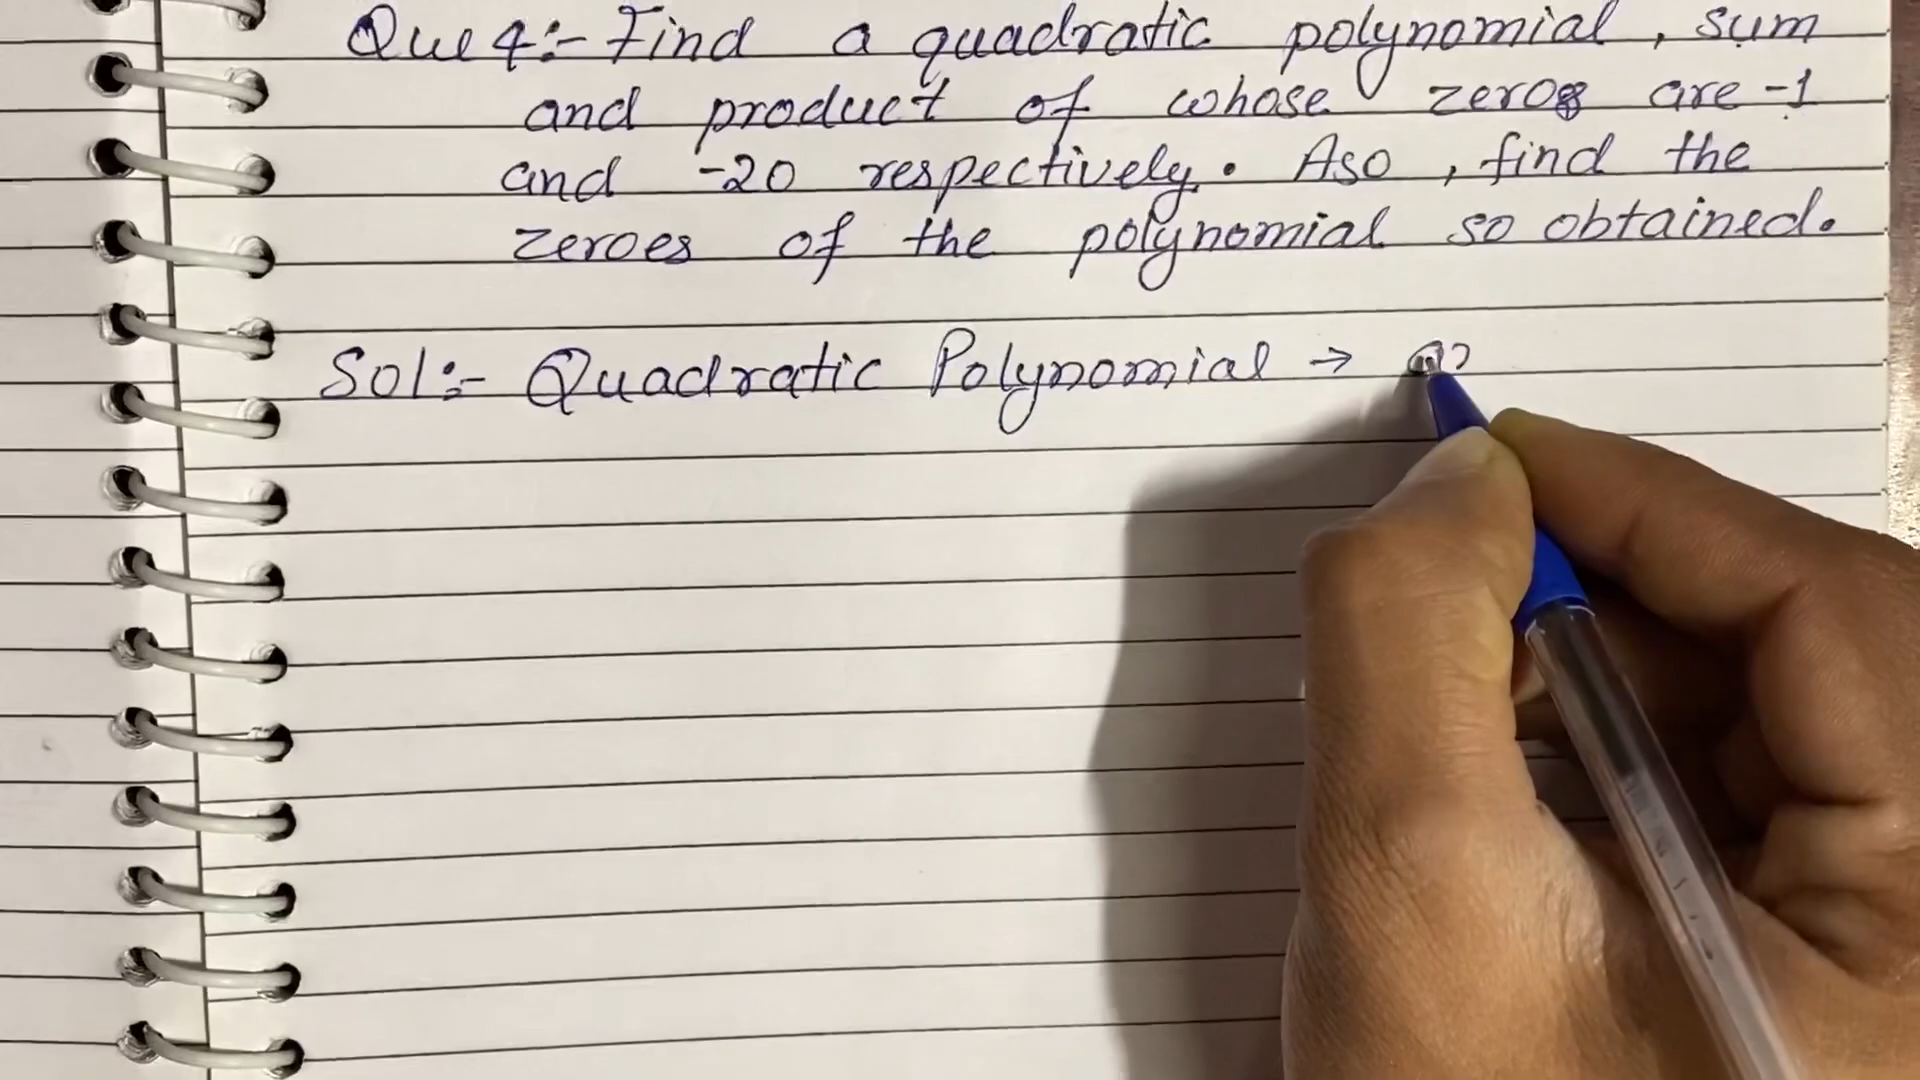 Que 4:- Find a quadratic polynomial, sum
and product of whose zeros are -1
and -20 respectively. Aso, find the
zeroes of the polynomial so obtained.
Sol:- Quadratic Polynomial →